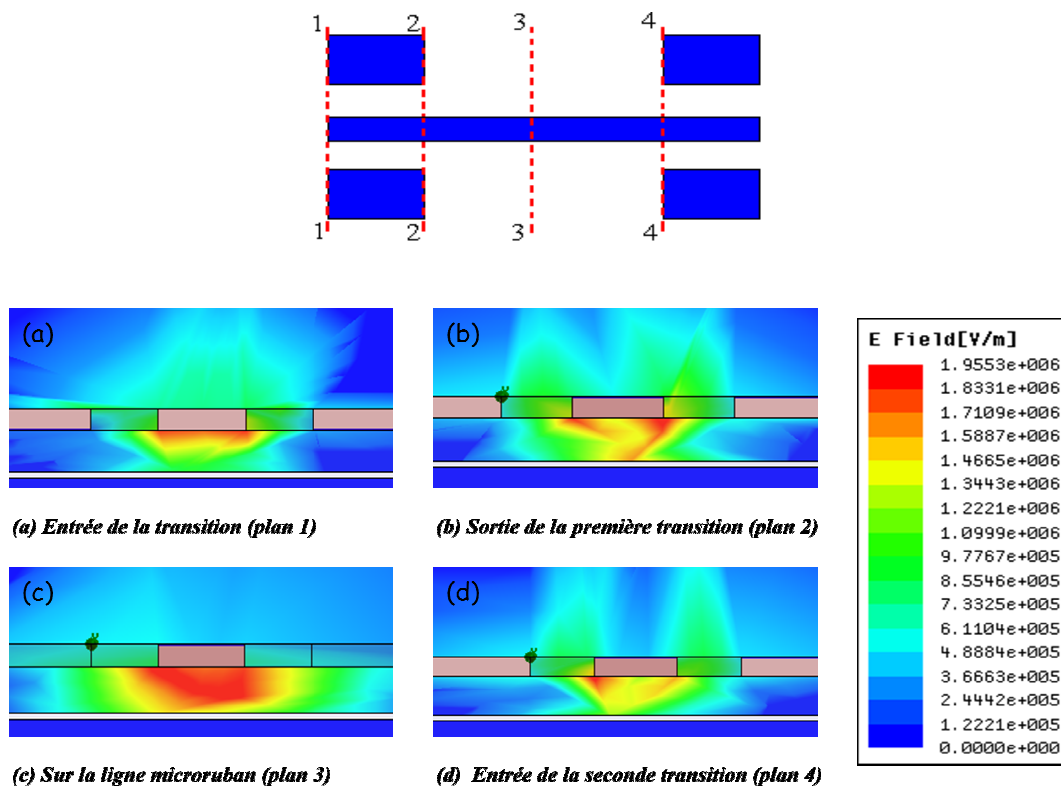 1 2 3 4
1 2 3 4
(a)
(b)
(a) Entrée de la transition (plan 1)
(b) Sortie de la première transition (plan 2)
(c)
(d)
(c) Sur la ligne microruban (plan 3)
(d) Entrée de la seconde transition (plan 4)
E Field[V/m]
1.9553e+006
1.8331e+006
1.7109e+006
1.5887e+006
1.4665e+006
1.3443e+006
1.2221e+006
1.0999e+006
9.7767e+005
8.5546e+005
7.3325e+005
6.1104e+005
4.8884e+005
3.6663e+005
2.4442e+005
1.2221e+005
0.0000e+000